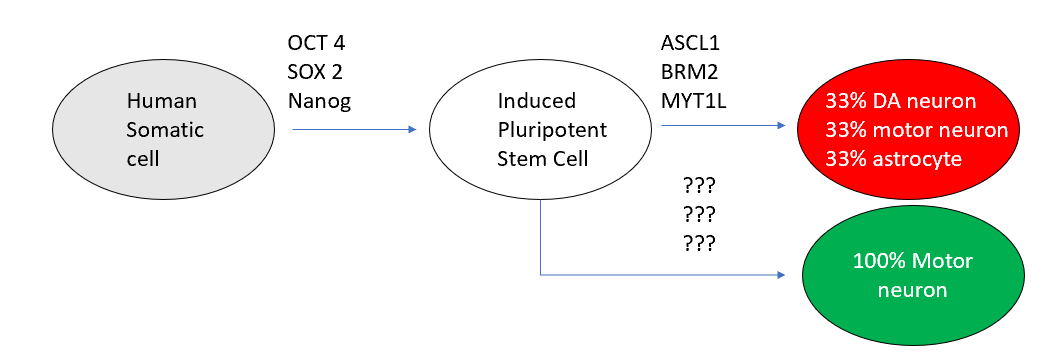 Human
Somatic
cell
OCT 4
SOX 2
Nanog
Induced
Pluripotent
Stem Cell
ASCL1
BRM2
MYT1L
33% DA neuron
33% motor neuron
33% astrocyte
???
???
???
100% Motor
neuron